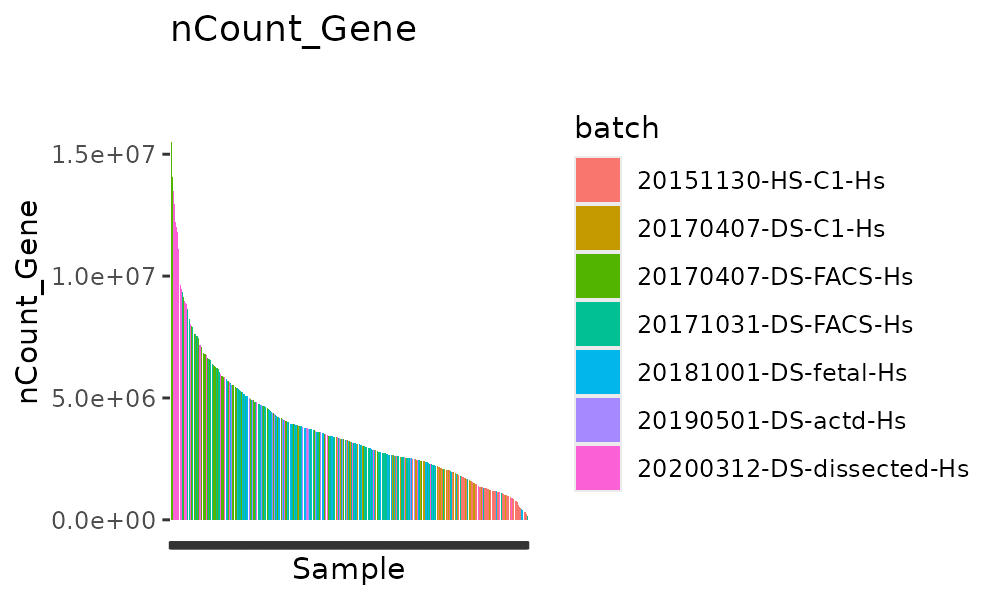 nCount_Gene
nCount_Gene
1.5e+07
1.0e+07
5.0e+06
0.0e+00
Sample
batch
20151130-HS-C1-Hs
20170407-DS-C1-Hs
20170407-DS-FACS-Hs
20171031-DS-FACS-Hs
20181001-DS-fetal-Hs
20190501-DS-actd-Hs
20200312-DS-dissected-Hs